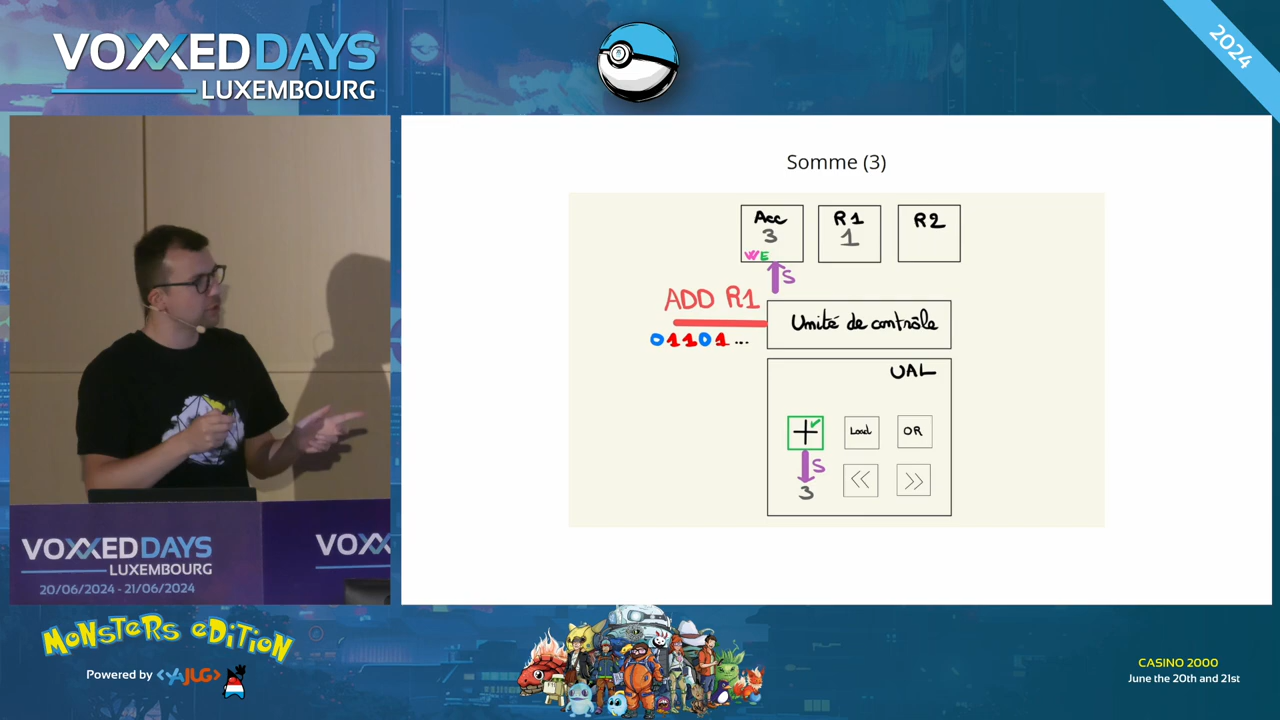 VOXXED DAYS
LUXEMBOURG
2024
Somme (3)
Acc
3
WE
R1
1
R2
S
ADD R1
01101...
Unité de contrôle
UAL
+
Load
OR
S
3
<<
>>
VOXXED DAYS
LUXEMBOURG
20/06/2024 - 21/06/2024
VOXX
MONSTERS EDITION
Powered by <YAJUG>
CASINO 2000
June the 20th and 21st